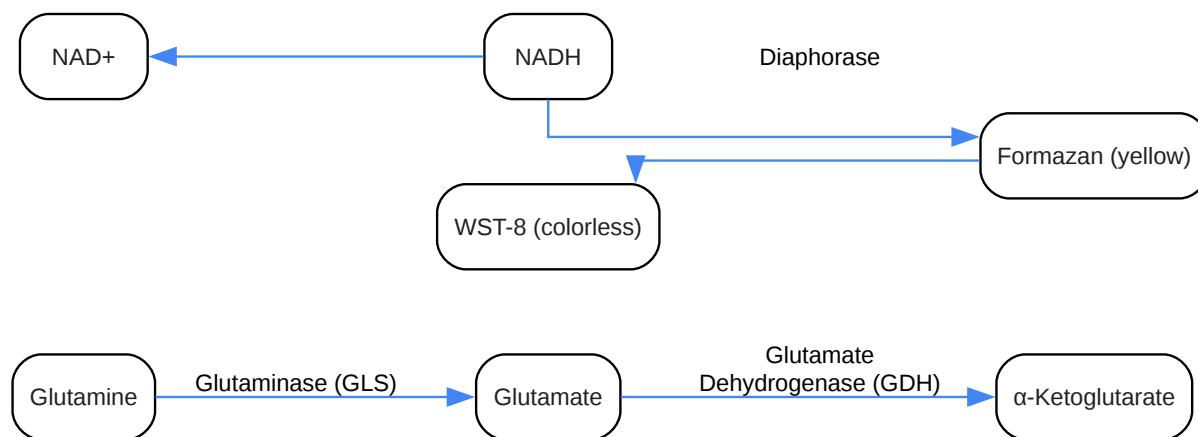 NAD+
NADH
Diaphorase
Formazan (yellow)
WST-8 (colorless)
Glutamine
Glutaminase (GLS)
Glutamate
Glutamate
Dehydrogenase (GDH)
α-Ketoglutarate